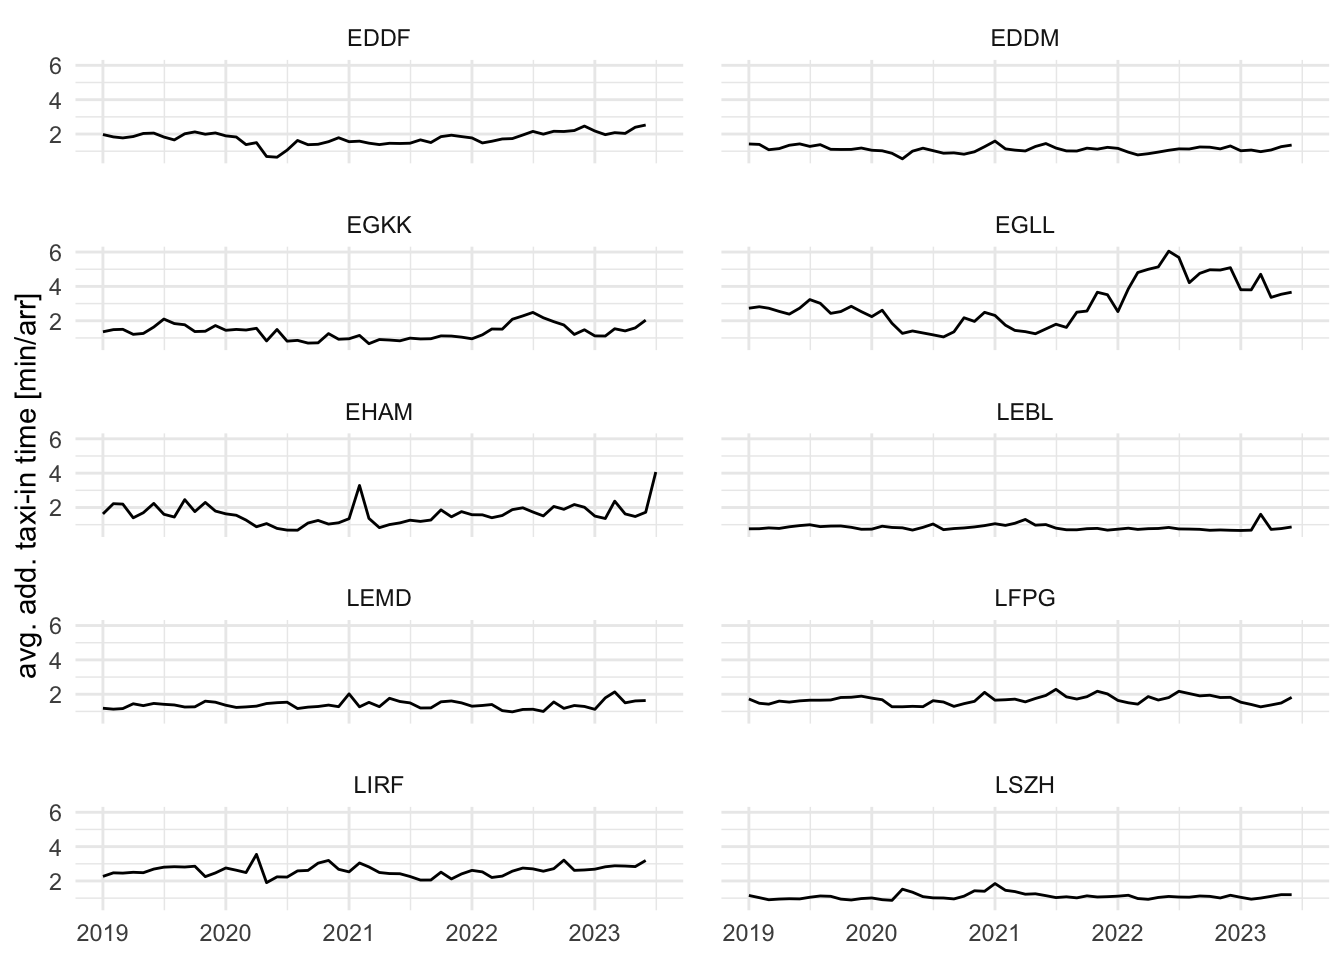 EDDF EDDM
6
4
2
EGKK EGLL
6
4
2
EHAM LEBL
6
4
2
LEMD LFPG
6
4
2
LIRF LSZH
6
4
2
2019 2020 2021 2022 2023 2019 2020 2021 2022 2023
avg. add. taxi-in time [min/arr]